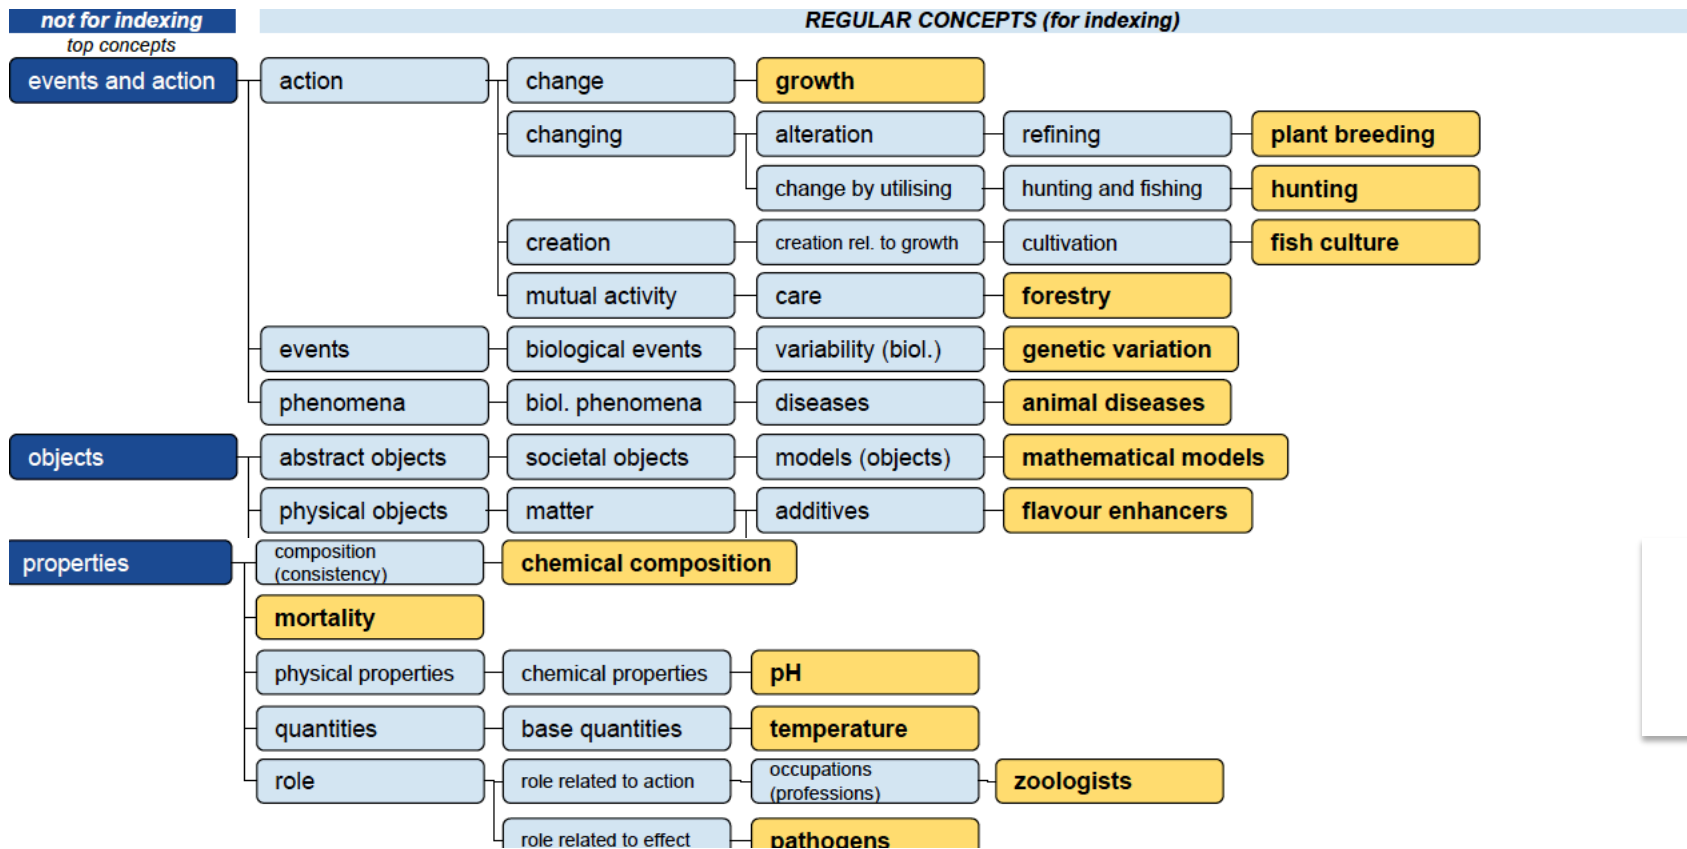 not for indexing
REGULAR CONCEPTS (for indexing)
top concepts
events and action
action
change
growth
changing
alteration
refining
plant breeding
change by utilising
hunting and fishing
hunting
creation
creation rel. to growth
cultivation
fish culture
mutual activity
care
forestry
events
biological events
variability (biol.)
genetic variation
phenomena
biol. phenomena
diseases
animal diseases
objects
abstract objects
societal objects
models (objects)
mathematical models
physical objects
matter
additives
flavour enhancers
properties
composition
(consistency)
chemical composition
mortality
physical properties
chemical properties
pH
quantities
base quantities
temperature
role
role related to action
occupations
(professions)
zoologists
role related to effect
pathogens